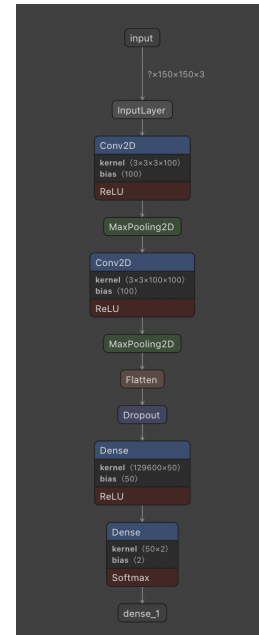 input
?×150×150×3
InputLayer
Conv2D
kernel (3×3×3×100)
bias (100)
ReLU
MaxPooling2D
Conv2D
kernel (3×3×100×100)
bias (100)
ReLU
MaxPooling2D
Flatten
Dropout
Dense
kernel (129600×50)
bias (50)
ReLU
Dense
kernel (50×2)
bias (2)
Softmax
dense_1